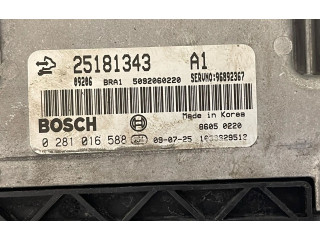 25181343 A1
09206 BRA1 5092060220 SERVNO:96892367
Made in Korea
BOSCH 8605 0220
0 281 016 588 09-07-25